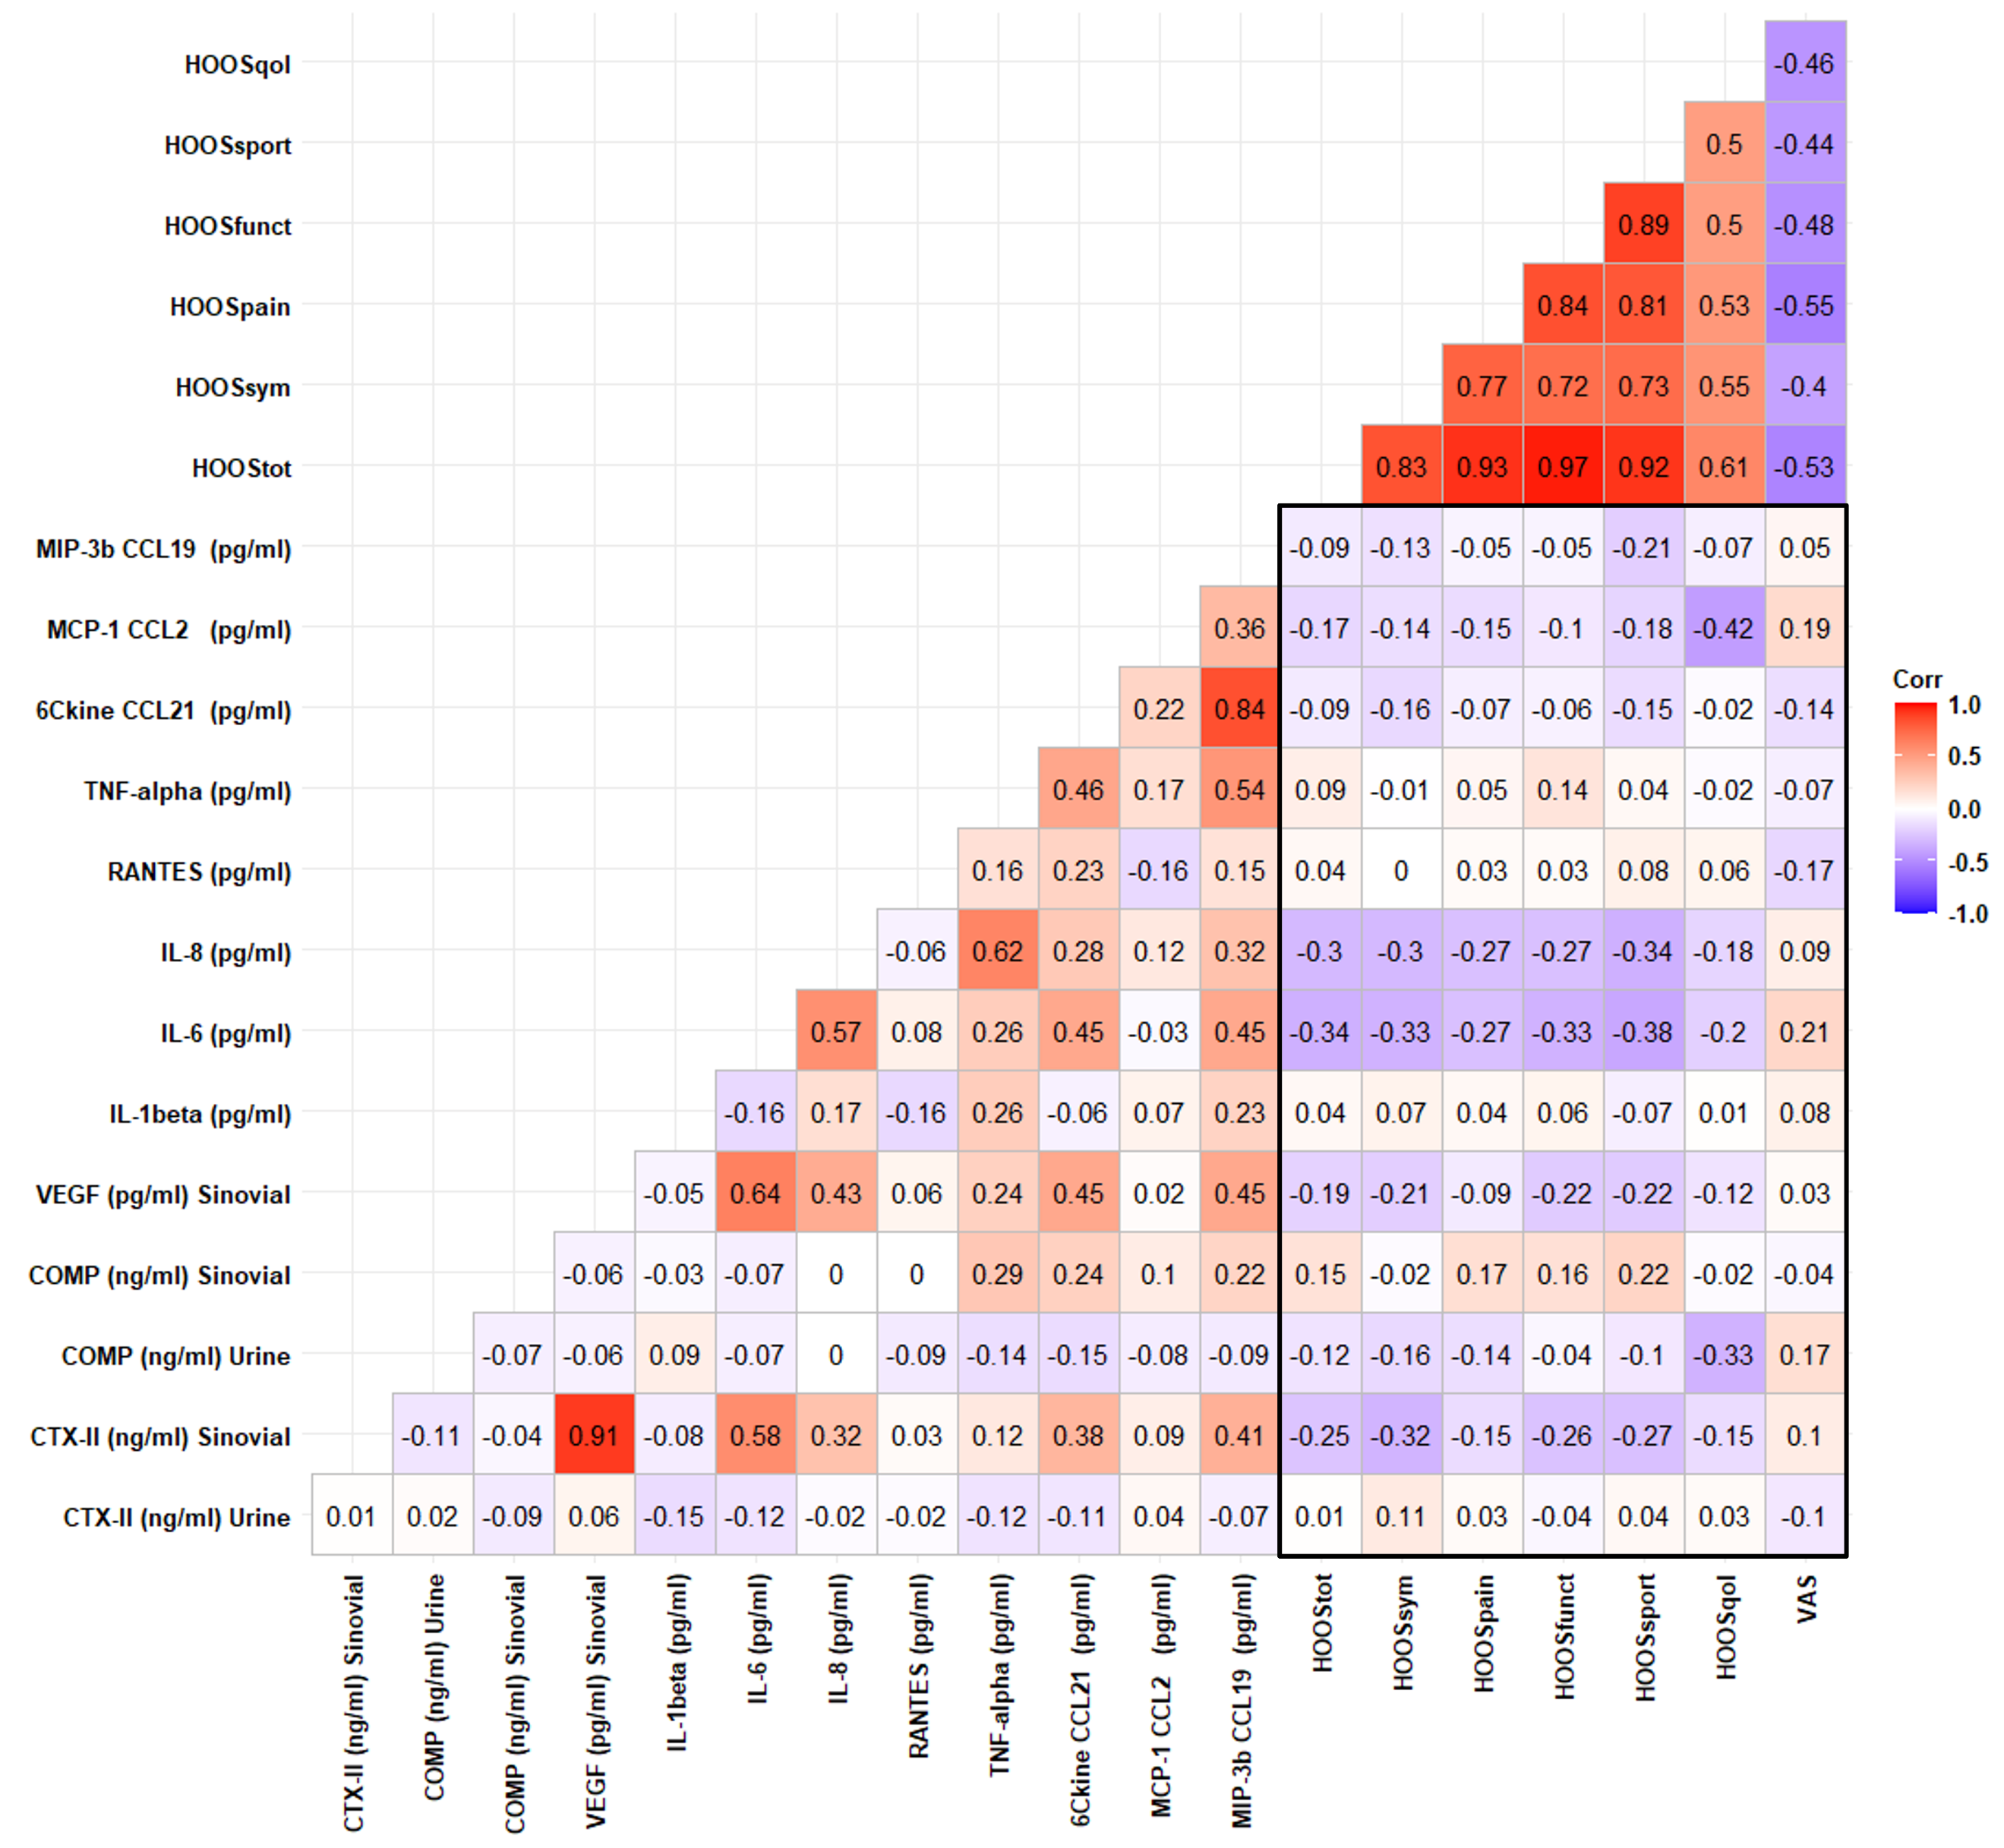 HOOSqol -0.46
HOOSsport 0.5 -0.44
HOOSfunct 0.89 0.5 -0.48
HOOSpain 0.84 0.81 0.53 -0.55
HOOSsym 0.77 0.72 0.73 0.55 -0.4
HOOStot 0.83 0.93 0.97 0.92 0.61 -0.53
MIP-3b CCL19 (pg/ml) -0.09 -0.13 -0.05 -0.05 -0.21 -0.07 0.05
MCP-1 CCL2 (pg/ml) 0.36 -0.17 -0.14 -0.15 -0.1 -0.18 -0.42 0.19
6Ckine CCL21 (pg/ml) 0.22 0.84 -0.09 -0.16 -0.07 -0.06 -0.15 -0.02 -0.14
TNF-alpha (pg/ml) 0.46 0.17 0.54 0.09 -0.01 0.05 0.14 0.04 -0.02 -0.07
RANTES (pg/ml) 0.16 0.23 -0.16 0.15 0.04 0 0.03 0.03 0.08 0.06 -0.17
IL-8 (pg/ml) -0.06 0.62 0.28 0.12 0.32 -0.3 -0.3 -0.27 -0.27 -0.34 -0.18 0.09
IL-6 (pg/ml) 0.57 0.08 0.26 0.45 -0.03 0.45 -0.34 -0.33 -0.27 -0.33 -0.38 -0.2 0.21
IL-1beta (pg/ml) -0.16 0.17 -0.16 0.26 -0.06 0.07 0.23 0.04 0.07 0.04 0.06 -0.07 0.01 0.08
VEGF (pg/ml) Sinovial -0.05 0.64 0.43 0.06 0.24 0.45 0.02 0.45 -0.19 -0.21 -0.09 -0.22 -0.22 -0.12 0.03
COMP (ng/ml) Sinovial -0.06 -0.03 -0.07 0 0 0.29 0.24 0.1 0.22 0.15 -0.02 0.17 0.16 0.22 -0.02 -0.04
COMP (ng/ml) Urine -0.07 -0.06 0.09 -0.07 0 -0.09 -0.14 -0.15 -0.08 -0.09 -0.12 -0.16 -0.14 -0.04 -0.1 -0.33 0.17
CTX-II (ng/ml) Sinovial -0.11 -0.04 0.91 -0.08 0.58 0.32 0.03 0.12 0.38 0.09 0.41 -0.25 -0.32 -0.15 -0.26 -0.27 -0.15 0.1
CTX-II (ng/ml) Urine 0.01 0.02 -0.09 0.06 -0.15 -0.12 -0.02 -0.02 -0.12 -0.11 0.04 -0.07 0.01 0.11 0.03 -0.04 0.04 0.03 -0.1
CTX-II (ng/ml) Sinovial
COMP (ng/ml) Urine
COMP (ng/ml) Sinovial
VEGF (pg/ml) Sinovial
IL-1beta (pg/ml)
IL-6 (pg/ml)
IL-8 (pg/ml)
RANTES (pg/ml)
TNF-alpha (pg/ml)
6Ckine CCL21 (pg/ml)
MCP-1 CCL2 (pg/ml)
MIP-3b CCL19 (pg/ml)
HOOStot
HOOSsym
HOOSpain
HOOSfunct
HOOSsport
HOOSqol
VAS
Corr
1.0
0.5
0.0
-0.5
-1.0